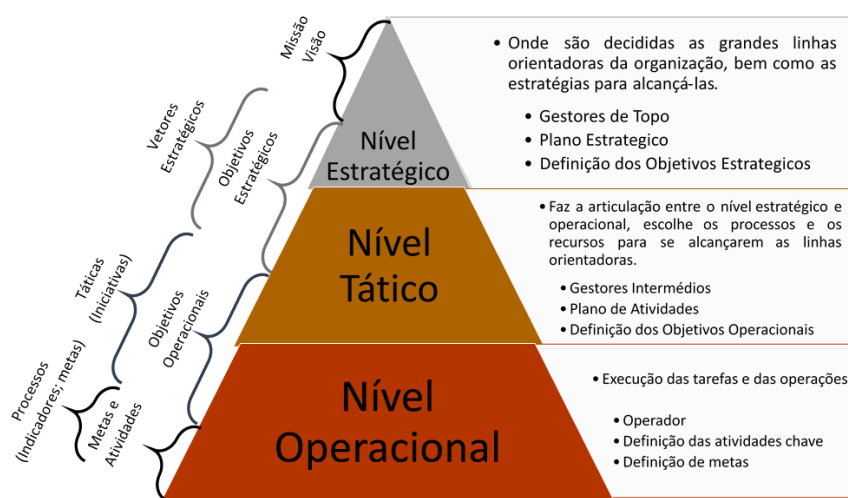 Missão
Visão
Vetores
Estratégicos
Objetivos
Estratégicos
Táticas
(Iniciativas)
Objetivos
Operacionais
Processos
(Indicadores; metas)
Metas e
Atividades
Nível
Estratégico
Nível
Tático
Nível
Operacional
• Onde são decididas as grandes linhas
orientadoras da organização, bem como as
estratégias para alcançá-las.
• Gestores de Topo
• Plano Estrategico
• Definição dos Objetivos Estrategicos
• Faz a articulação entre o nível estratégico e
operacional, escolhe os processos e os
recursos para se alcançarem as linhas
orientadoras.
• Gestores Intermédios
• Plano de Atividades
• Definição dos Objetivos Operacionais
• Execução das tarefas e das operações
• Operador
• Definição das atividades chave
• Definição de metas